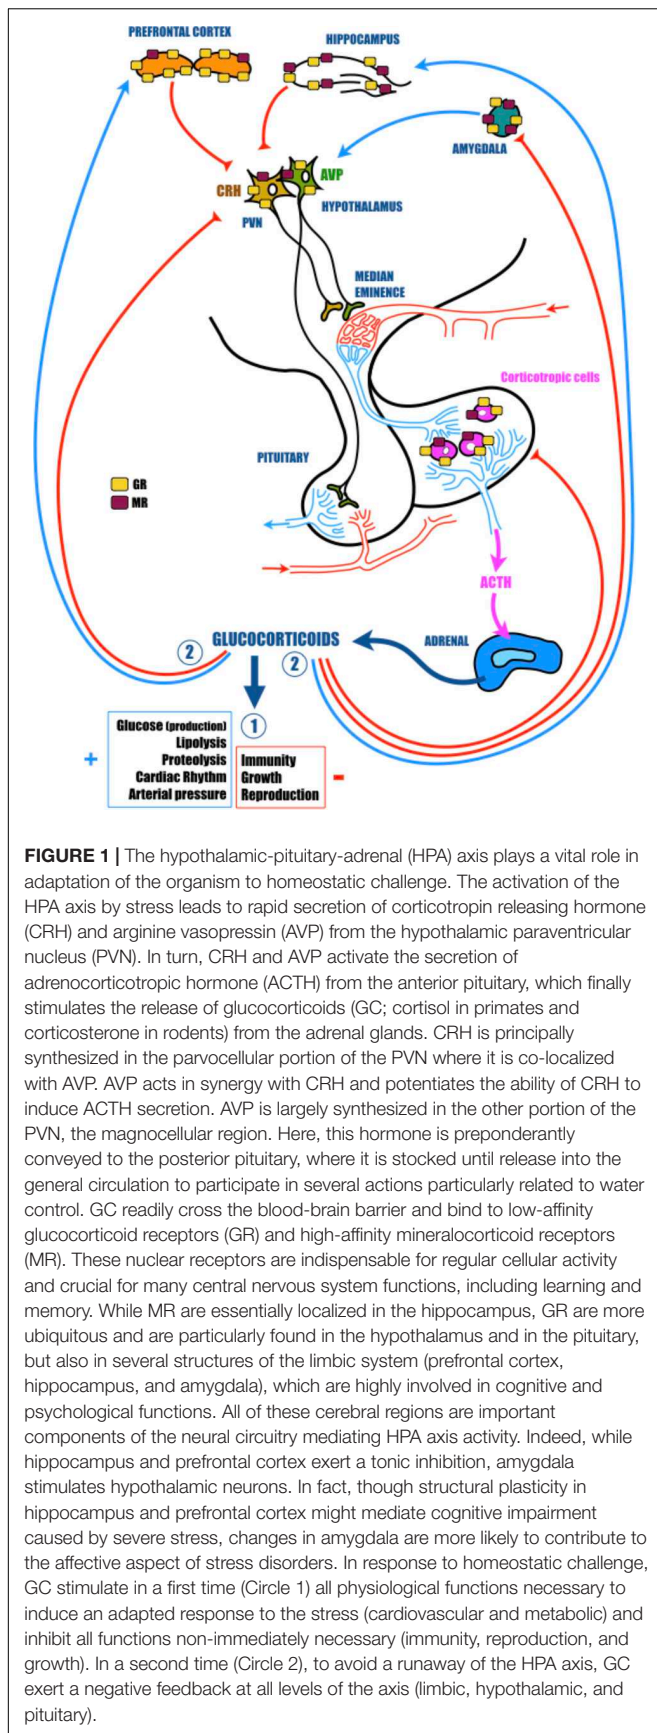 PREFRONTAL CORTEX
HIPPOCAMPUS
AMYGDALA
CRH
AVP
PVN
HYPOTHALAMUS
MEDIAN
EMINENCE
Corticotropic cells
PITUITARY
GR
MR
ACTH
GLUCOCORTICOIDS
ADRENAL
2
2
1
Glucose (production)
Lipolysis
Proteolysis
Cardiac Rhythm
Arterial pressure
+
Immunity
Growth
Reproduction
-
FIGURE 1 | The hypothalamic-pituitary-adrenal (HPA) axis plays a vital role in
adaptation of the organism to homeostatic challenge. The activation of the
HPA axis by stress leads to rapid secretion of corticotropin releasing hormone
(CRH) and arginine vasopressin (AVP) from the hypothalamic paraventricular
nucleus (PVN). In turn, CRH and AVP activate the secretion of
adrenocorticotropic hormone (ACTH) from the anterior pituitary, which finally
stimulates the release of glucocorticoids (GC; cortisol in primates and
corticosterone in rodents) from the adrenal glands. CRH is principally
synthesized in the parvocellular portion of the PVN where it is co-localized
with AVP. AVP acts in synergy with CRH and potentiates the ability of CRH to
induce ACTH secretion. AVP is largely synthesized in the other portion of the
PVN, the magnocellular region. Here, this hormone is preponderantly
conveyed to the posterior pituitary, where it is stocked until release into the
general circulation to participate in several actions particularly related to water
control. GC readily cross the blood-brain barrier and bind to low-affinity
glucocorticoid receptors (GR) and high-affinity mineralocorticoid receptors
(MR). These nuclear receptors are indispensable for regular cellular activity
and crucial for many central nervous system functions, including learning and
memory. While MR are essentially localized in the hippocampus, GR are more
ubiquitous and are particularly found in the hypothalamus and in the pituitary,
but also in several structures of the limbic system (prefrontal cortex,
hippocampus, and amygdala), which are highly involved in cognitive and
psychological functions. All of these cerebral regions are important
components of the neural circuitry mediating HPA axis activity. Indeed, while
hippocampus and prefrontal cortex exert a tonic inhibition, amygdala
stimulates hypothalamic neurons. In fact, though structural plasticity in
hippocampus and prefrontal cortex might mediate cognitive impairment
caused by severe stress, changes in amygdala are more likely to contribute to
the affective aspect of stress disorders. In response to homeostatic challenge,
GC stimulate in a first time (Circle 1) all physiological functions necessary to
induce an adapted response to the stress (cardiovascular and metabolic) and
inhibit all functions non-immediately necessary (immunity, reproduction, and
growth). In a second time (Circle 2), to avoid a runaway of the HPA axis, GC
exert a negative feedback at all levels of the axis (limbic, hypothalamic, and
pituitary).